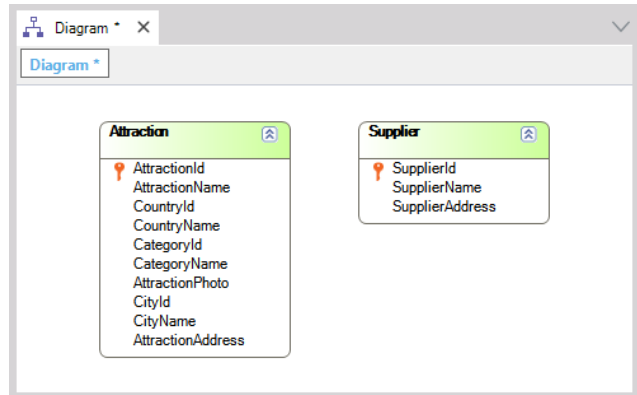 Diagram *
Diagram *
Attraction
AttractionId
AttractionName
CountryId
CountryName
CategoryId
CategoryName
AttractionPhoto
CityId
CityName
AttractionAddress
Supplier
SupplierId
SupplierName
SupplierAddress